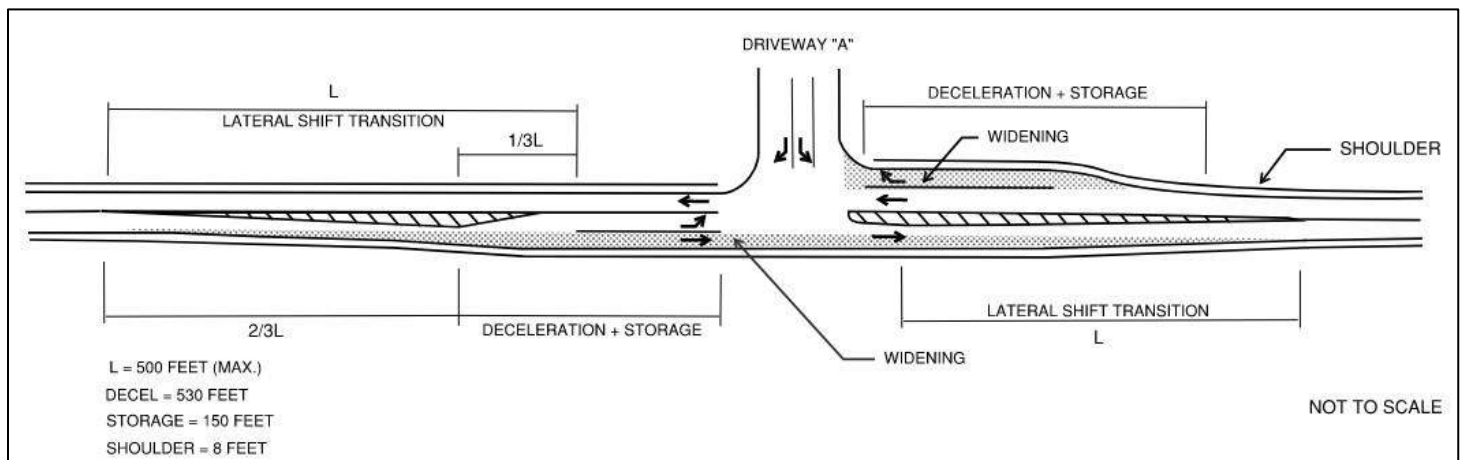 DRIVEWAY "A"
L
LATERAL SHIFT TRANSITION
1/3L
DECELERATION + STORAGE
WIDENING
SHOULDER
2/3L
DECELERATION + STORAGE
WIDENING
LATERAL SHIFT TRANSITION
L
L = 500 FEET (MAX.)
DECEL = 530 FEET
STORAGE = 150 FEET
SHOULDER = 8 FEET
NOT TO SCALE